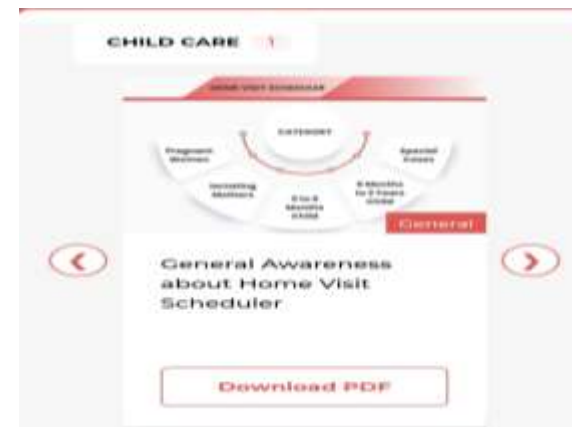 CHILD CARE 1
HOME VISIT SCHEDULER
CATEGORY
Pregnant
Women
Lactating
Mothers
0 to 6
Months
Child
6 Months
to 3 Years
Child
Special
Cases
General
General Awareness
about Home Visit
Scheduler
Download PDF